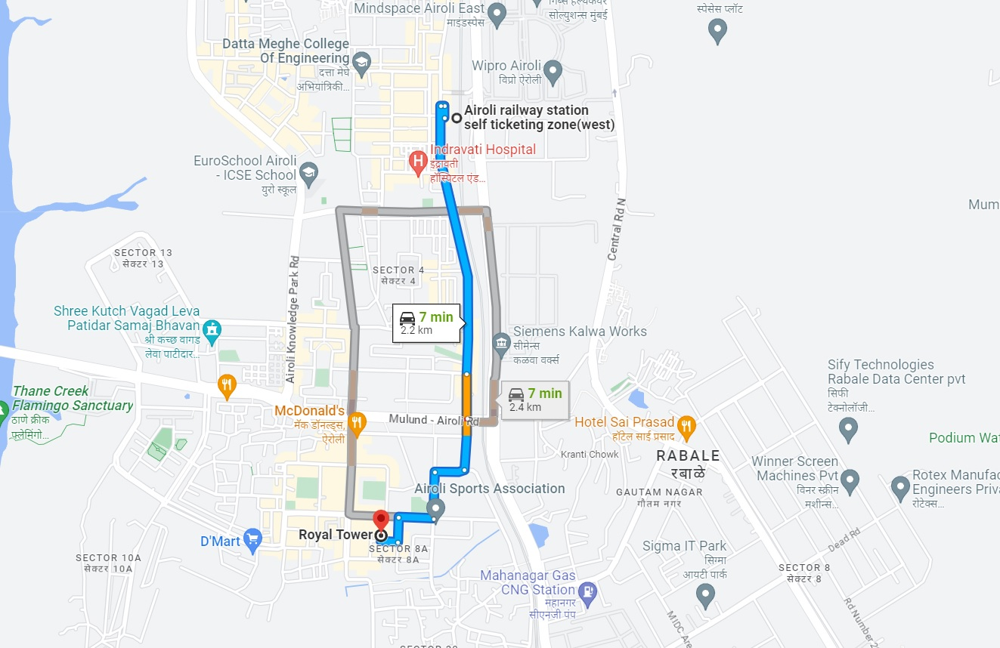 Mindspace Airoli East
माइंडस्पेस
सोल्युशन्स मुंबई
स्पेसेस प्लॉट
Datta Meghe College
Of Engineering
दत्ता मेघे
अभियांत्रिकी...
Wipro Airoli
विप्रो ऐरोली
Airoli railway station
self ticketing zone(west)
Indravati Hospital
इंद्रावती
हॉस्पिटल एंड...
EuroSchool Airoli
- ICSE School
युरो स्कूल
Central Rd N
Mum
SECTOR 13
सेक्टर 13
SECTOR 4
सेक्टर 4
Airoli Knowledge Park Rd
Shree Kutch Vagad Leva
Patidar Samaj Bhavan
श्री कच्छ वागड
लेवा पाटीदार...
7 min
2.2 km
Siemens Kalwa Works
सीमेन्स
कळवा वर्क्स
Sify Technologies
Rabale Data Center pvt
सिफी
टेक्नोलॉजी...
Thane Creek
Flamingo Sanctuary
ठाणे क्रीक
फ्लेमिंगो...
7 min
2.4 km
McDonald's
मॅक डॉनल्ड्स,
ऐरोली
Mulund - Airoli Rd
Hotel Sai Prasad
हॉटेल साई प्रसाद
Podium Wat
Kranti Chowk
RABALE
रबाळे
Winner Screen
Machines Pvt
विनर स्क्रीन
मशीन्स...
Rotex Manufac
Engineers Priva
रोटेक्स...
Airoli Sports Association
GAUTAM NAGAR
गौतम नगर
Royal Tower
D'Mart
SECTOR 8A
सेक्टर 8A
SECTOR 10A
सेक्टर 10A
Sigma IT Park
सिग्मा
आयटी पार्क
Dead Rd
SECTOR 8
सेक्टर 8
Mahanagar Gas
CNG Station
महानगर
सीएनजी पंप
MIDC Are
Rd Number 2